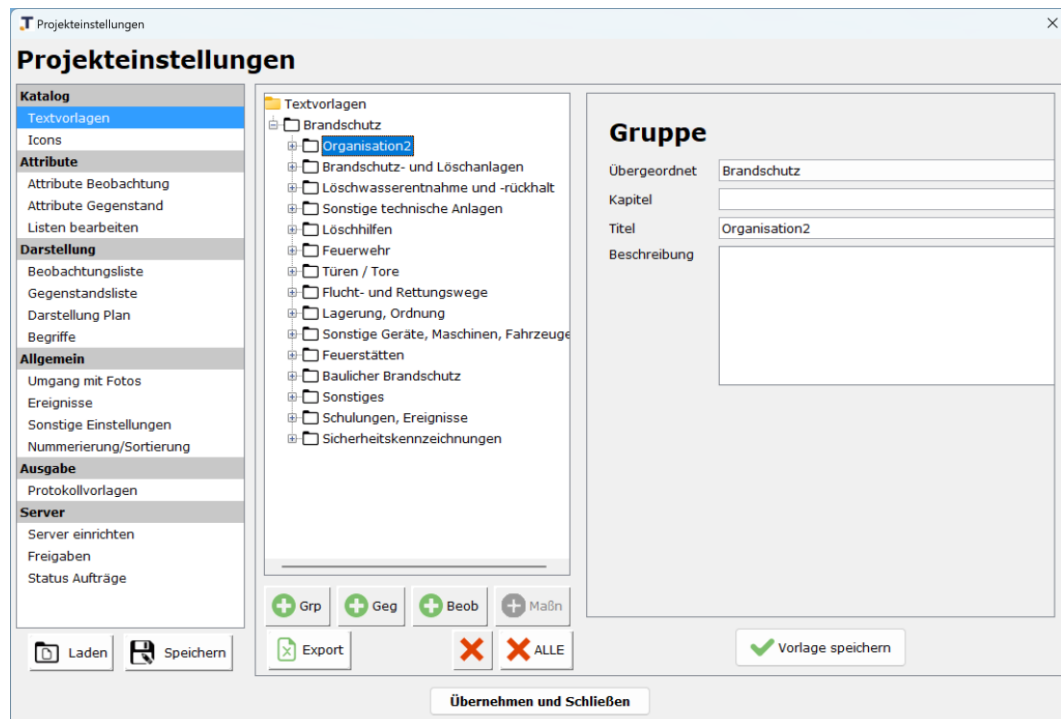 Projekteinstellungen
Projekteinstellungen
Katalog
Textvorlagen
Icons
Attribute
Attribute Beobachtung
Attribute Gegenstand
Listen bearbeiten
Darstellung
Beobachtungsliste
Gegenstandsliste
Darstellung Plan
Begriffe
Allgemein
Umgang mit Fotos
Ereignisse
Sonstige Einstellungen
Nummerierung/Sortierung
Ausgabe
Protokollvorlagen
Server
Server einrichten
Freigaben
Status Aufträge
Laden
Speichern
Textvorlagen
Brandschutz
Organisation2
Brandschutz- und Löschanlagen
Löschwasserentnahme und -rückhalt
Sonstige technische Anlagen
Löschhilfen
Feuerwehr
Türen / Tore
Flucht- und Rettungswege
Lagerung, Ordnung
Sonstige Geräte, Maschinen, Fahrzeuge
Feuerstätten
Baulicher Brandschutz
Sonstiges
Schulungen, Ereignisse
Sicherheitskennzeichnungen
Grp
Geg
Beob
Maßn
Export
ALLE
Gruppe
Übergeordnet Brandschutz
Kapitel
Titel Organisation2
Beschreibung
Vorlage speichern
Übernehmen und Schließen